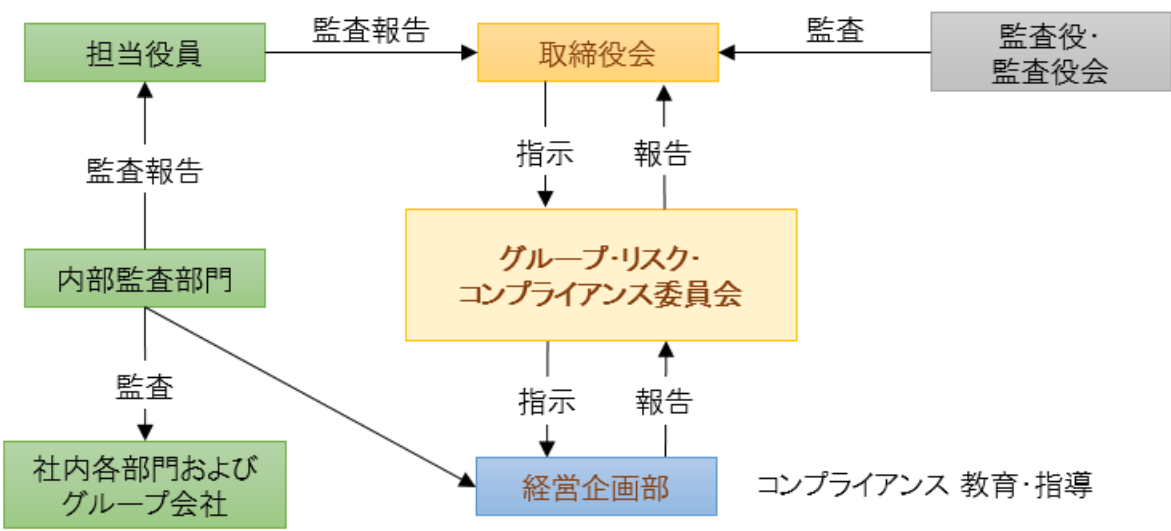 担当役員
監査報告
取締役会
監査
監査役・
監査役会
監査報告
指示
報告
内部監査部門
グループ・リスク・
コンプライアンス委員会
監査
指示
報告
社内各部門および
グループ会社
経営企画部
コンプライアンス 教育・指導